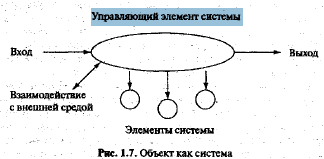 Управляющий элемент системы
Вход
Выход
Взаимодействие
с внешней средой
Элементы системы
Рис. 1.7. Объект как система